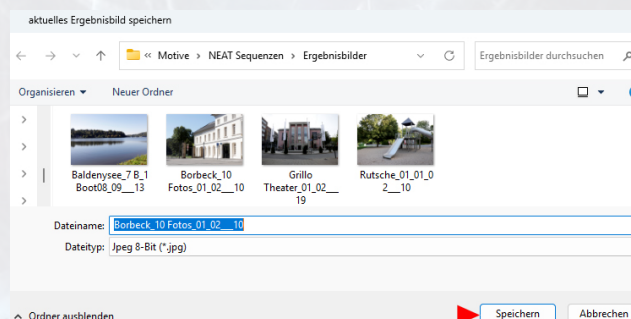 aktuelles Ergebnisbild speichern
« Motive > NEAT Sequenzen > Ergebnisbilder
Ergebnisbilder durchsuchen
Organisieren Neuer Ordner
Baldenysee_7 B_1
Boot08_09___13
Borbeck_10
Fotos_01_02___10
Grillo
Theater_01_02___
19
Rutsche_01_01_0
2___10
Dateiname: Borbeck_10 Fotos_01_02___10
Dateityp: Jpeg 8-Bit (*.jpg)
Ordner ausblenden
Speichern
Abbrechen